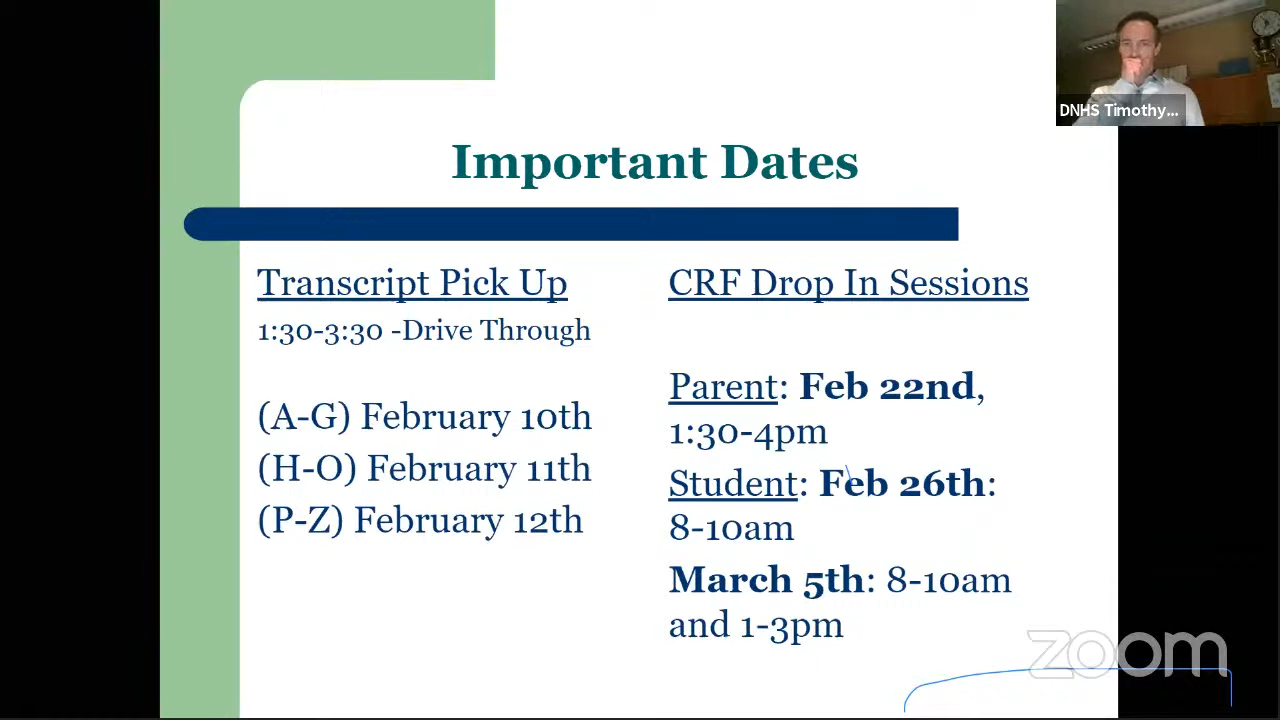 DNHS Timothy...
Important Dates
Transcript Pick Up
1:30-3:30 -Drive Through
(A-G) February 10th
(H-O) February 11th
(P-Z) February 12th
CRF Drop In Sessions
Parent: Feb 22nd,
1:30-4pm
Student: Feb 26th:
8-10am
March 5th: 8-10am
and 1-3pm
zoom